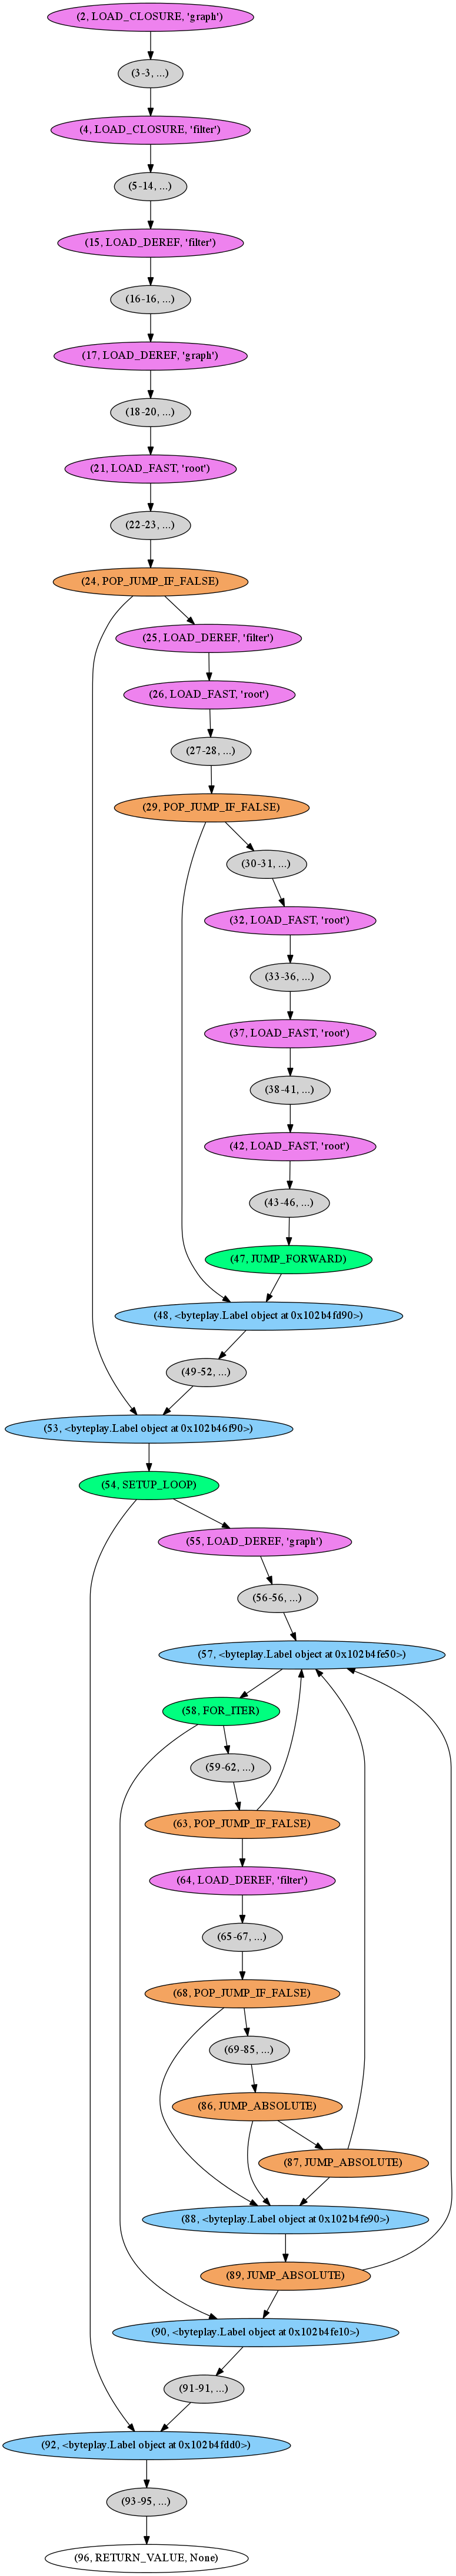 (2, LOAD_CLOSURE, 'graph')
(3-3, ...)
(4, LOAD_CLOSURE, 'filter')
(5-14, ...)
(15, LOAD_DEREF, 'filter')
(16-16, ...)
(17, LOAD_DEREF, 'graph')
(18-20, ...)
(21, LOAD_FAST, 'root')
(22-23, ...)
(24, POP_JUMP_IF_FALSE)
(25, LOAD_DEREF, 'filter')
(26, LOAD_FAST, 'root')
(27-28, ...)
(29, POP_JUMP_IF_FALSE)
(30-31, ...)
(32, LOAD_FAST, 'root')
(33-36, ...)
(37, LOAD_FAST, 'root')
(38-41, ...)
(42, LOAD_FAST, 'root')
(43-46, ...)
(47, JUMP_FORWARD)
(48, <byteplay.Label object at 0x102b4fd90>)
(49-52, ...)
(53, <byteplay.Label object at 0x102b46f90>)
(54, SETUP_LOOP)
(55, LOAD_DEREF, 'graph')
(56-56, ...)
(57, <byteplay.Label object at 0x102b4fe50>)
(58, FOR_ITER)
(59-62, ...)
(63, POP_JUMP_IF_FALSE)
(64, LOAD_DEREF, 'filter')
(65-67, ...)
(68, POP_JUMP_IF_FALSE)
(69-85, ...)
(86, JUMP_ABSOLUTE)
(87, JUMP_ABSOLUTE)
(88, <byteplay.Label object at 0x102b4fe90>)
(89, JUMP_ABSOLUTE)
(90, <byteplay.Label object at 0x102b4fe10>)
(91-91, ...)
(92, <byteplay.Label object at 0x102b4fdd0>)
(93-95, ...)
(96, RETURN_VALUE, None)